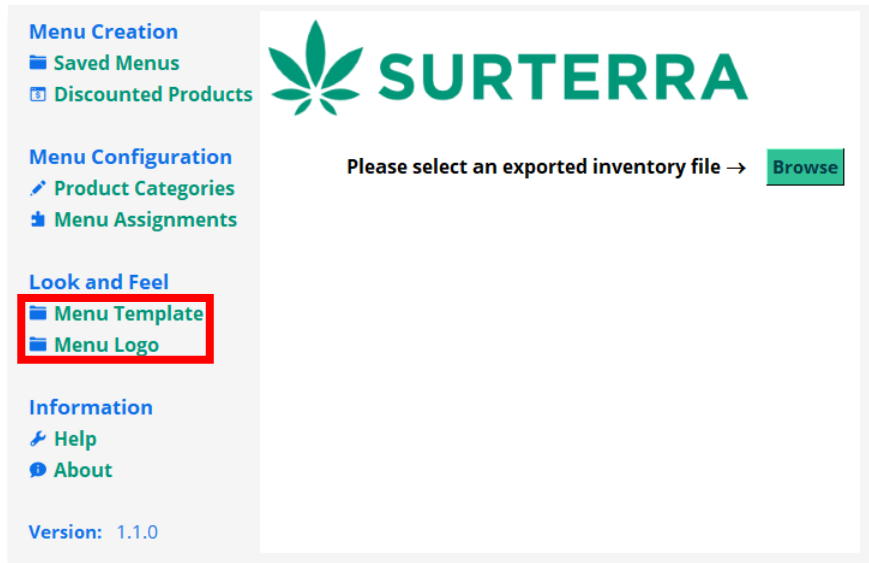 Menu Creation
Saved Menus
Discounted Products
Menu Configuration
Product Categories
Menu Assignments
Look and Feel
Menu Template
Menu Logo
Information
Help
About
Version: 1.1.0
SURTERRA
Please select an exported inventory file → Browse